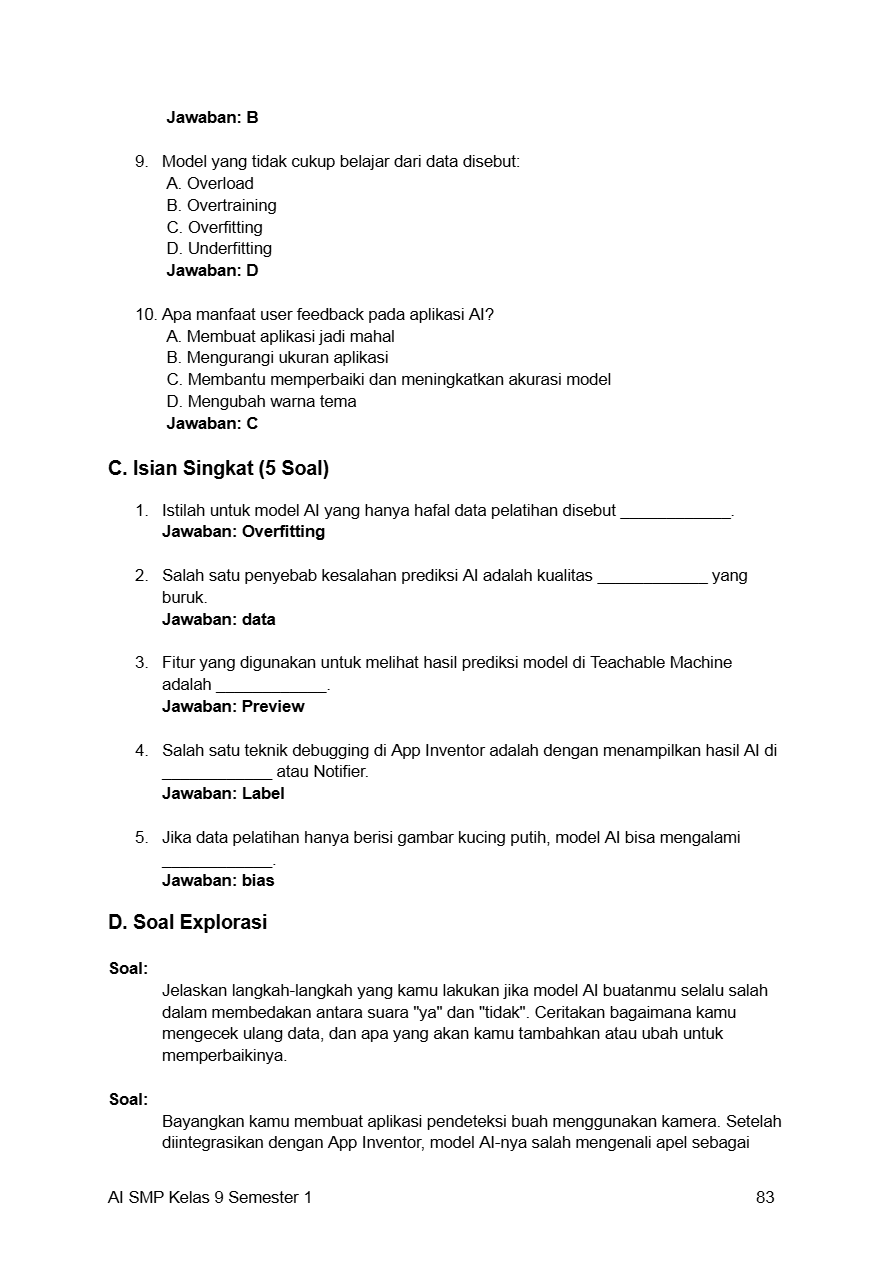 Jawaban: B
9. Model yang tidak cukup belajar dari data disebut:
A. Overload
B. Overtraining
C. Overfitting
D. Underfitting
Jawaban: D
10. Apa manfaat user feedback pada aplikasi AI?
A. Membuat aplikasi jadi mahal
B. Mengurangi ukuran aplikasi
C. Membantu memperbaiki dan meningkatkan akurasi model
D. Mengubah warna tema
Jawaban: C
C. Isian Singkat (5 Soal)
1. Istilah untuk model AI yang hanya hafal data pelatihan disebut ____________.
Jawaban: Overfitting
2. Salah satu penyebab kesalahan prediksi AI adalah kualitas ____________ yang
buruk.
Jawaban: data
3. Fitur yang digunakan untuk melihat hasil prediksi model di Teachable Machine
adalah ____________.
Jawaban: Preview
4. Salah satu teknik debugging di App Inventor adalah dengan menampilkan hasil AI di
____________ atau Notifier.
Jawaban: Label
5. Jika data pelatihan hanya berisi gambar kucing putih, model AI bisa mengalami
____________.
Jawaban: bias
D. Soal Explorasi
Soal:
Jelaskan langkah-langkah yang kamu lakukan jika model AI buatanmu selalu salah
dalam membedakan antara suara "ya" dan "tidak". Ceritakan bagaimana kamu
mengecek ulang data, dan apa yang akan kamu tambahkan atau ubah untuk
memperbaikinya.
Soal:
Bayangkan kamu membuat aplikasi pendeteksi buah menggunakan kamera. Setelah
diintegrasikan dengan App Inventor, model AI-nya salah mengenali apel sebagai
AI SMP Kelas 9 Semester 1 83